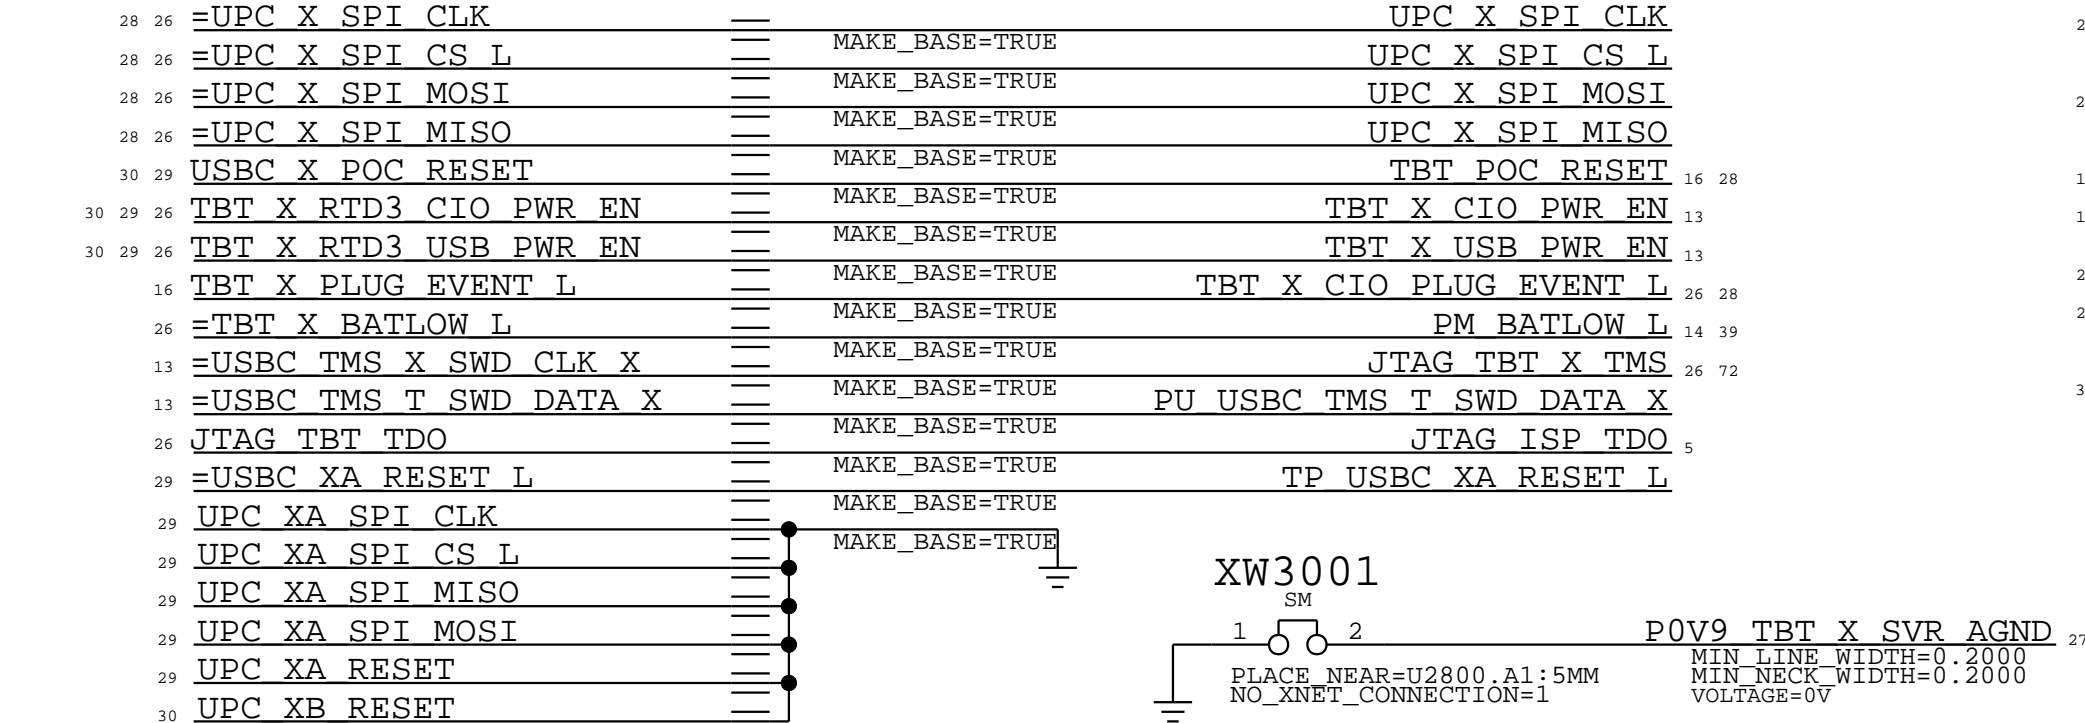 28 26 =UPC_X_SPI_CLK UPC_X_SPI_CLK 2
MAKE_BASE=TRUE
28 26 =UPC_X_SPI_CS_L UPC_X_SPI_CS_L
MAKE_BASE=TRUE
28 26 =UPC_X_SPI_MOSI UPC_X_SPI_MOSI 2
MAKE_BASE=TRUE
28 26 =UPC_X_SPI_MISO UPC_X_SPI_MISO
MAKE_BASE=TRUE
30 29 USBC_X_POC_RESET TBT_POC_RESET 16 28 1
MAKE_BASE=TRUE
30 29 26 TBT_X_RTD3_CIO_PWR_EN TBT_X_CIO_PWR_EN 13 1
MAKE_BASE=TRUE
30 29 26 TBT_X_RTD3_USB_PWR_EN TBT_X_USB_PWR_EN 13
MAKE_BASE=TRUE
16 TBT_X_PLUG_EVENT_L TBT_X_CIO_PLUG_EVENT_L 26 28 2
MAKE_BASE=TRUE
26 =TBT_X_BATLOW_L PM_BATLOW_L 14 39 2
MAKE_BASE=TRUE
13 =USBC_TMS_X_SWD_CLK_X JTAG_TBT_X_TMS 26 72
MAKE_BASE=TRUE
13 =USBC_TMS_T_SWD_DATA_X PU_USBC_TMS_T_SWD_DATA_X 3
MAKE_BASE=TRUE
26 JTAG_TBT_TDO JTAG_ISP_TDO 5
MAKE_BASE=TRUE
29 =USBC_XA_RESET_L TP_USBC_XA_RESET_L
MAKE_BASE=TRUE
29 UPC_XA_SPI_CLK
MAKE_BASE=TRUE
29 UPC_XA_SPI_CS_L
29 UPC_XA_SPI_MISO
29 UPC_XA_SPI_MOSI
29 UPC_XA_RESET
30 UPC_XB_RESET
XW3001
SM
1 2 P0V9_TBT_X_SVR_AGND 27
PLACE_NEAR=U2800.A1:5MM
NO_XNET_CONNECTION=1
MIN_LINE_WIDTH=0.2000
MIN_NECK_WIDTH=0.2000
VOLTAGE=0V